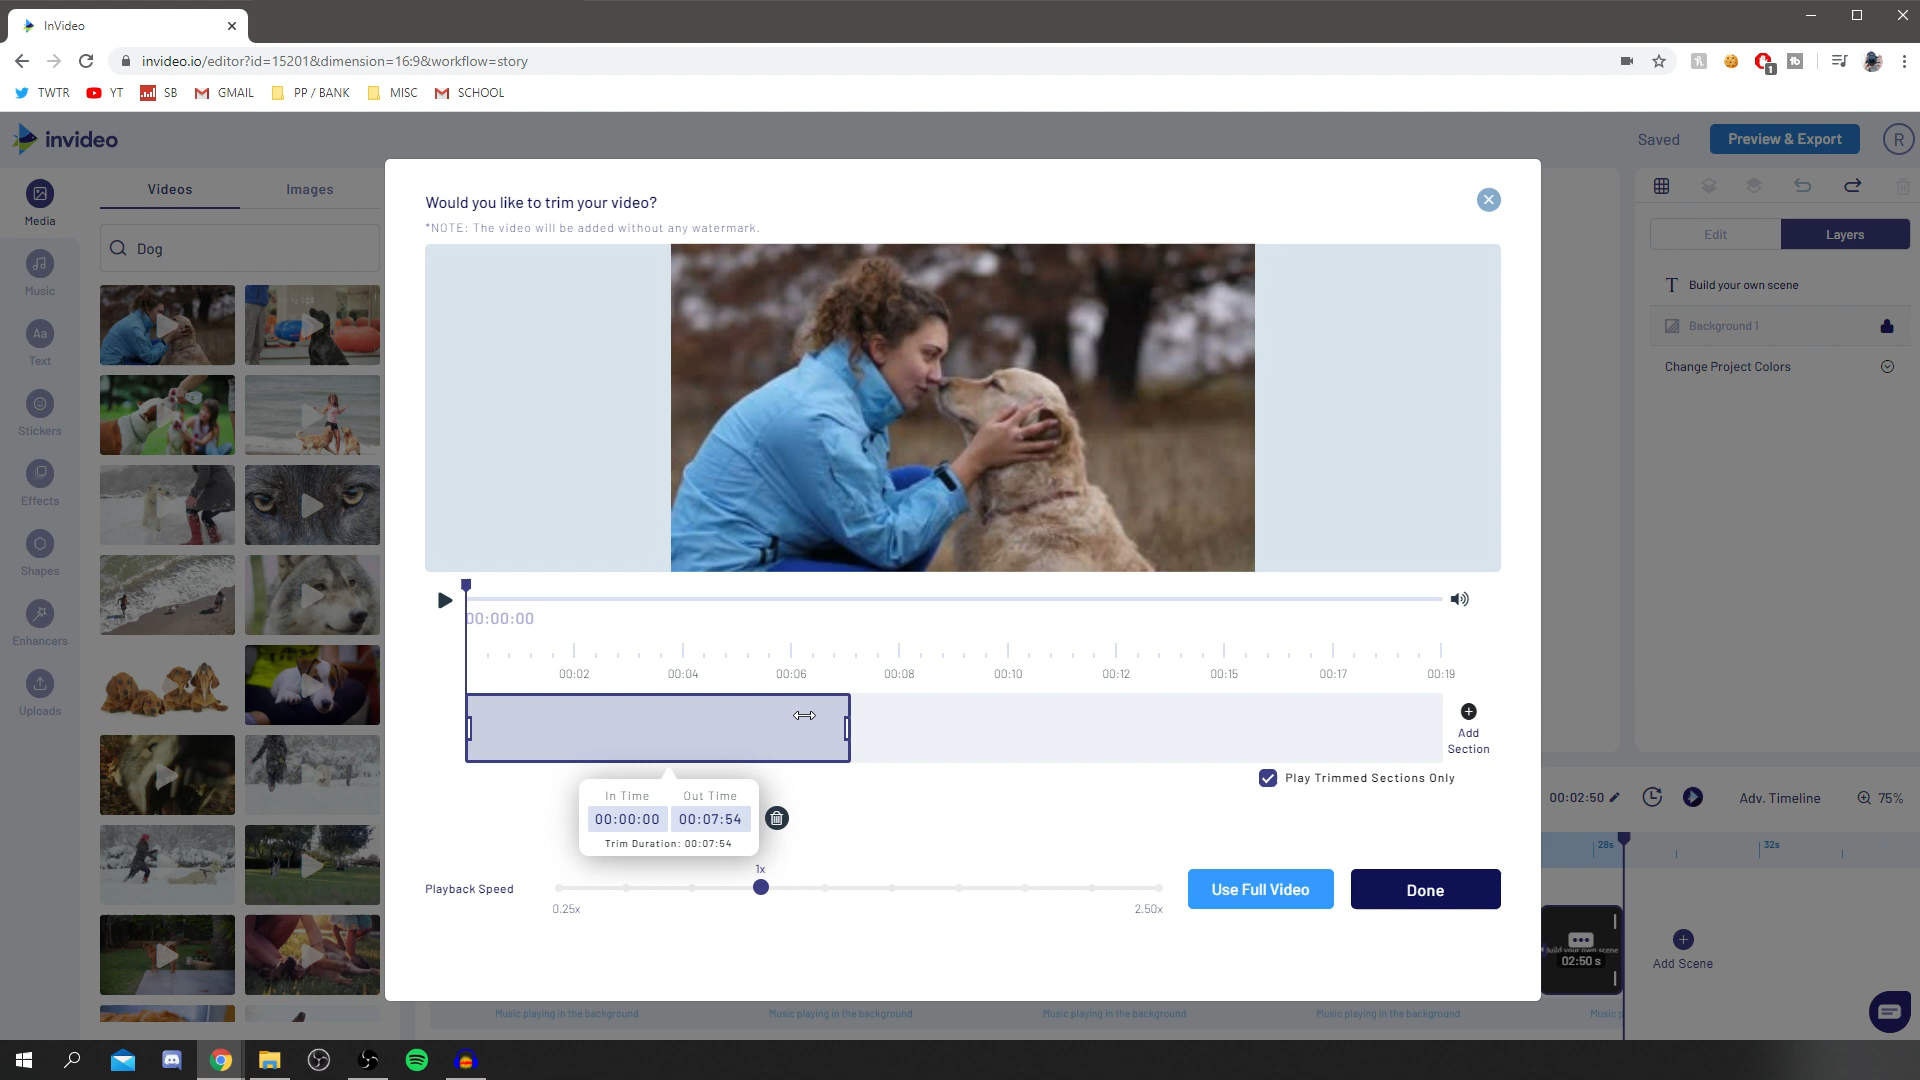 InVideo
invideo.io/editor?id=15201&dimension=16:9&workflow=story
1
TWTR
YT
SB
GMAIL
PP / BANK
MISC
SCHOOL
invideo
Saved
Preview & Export
R
Media
Music
Aa
Text
Stickers
Effects
Shapes
Enhancers
Uploads
Videos
Images
Dog
Would you like to trim your video?
*NOTE: The video will be added without any watermark.
00:00:00
00:02
00:04
00:06
00:08
00:10
00:12
00:15
00:17
00:19
Add
Section
Play Trimmed Sections Only
In Time
Out Time
00:00:00
00:07:54
Trim Duration: 00:07:54
Playback Speed
1x
0.25x
2.50x
Use Full Video
Done
Edit
Layers
T Build your own scene
Background 1
Change Project Colors
00:02:50
Adv. Timeline
75%
28s
32s
Build your own scene
02:50 s
Add Scene
Music playing in the background
Music playing in the background
Music playing in the background
Music playing in the background
Music p